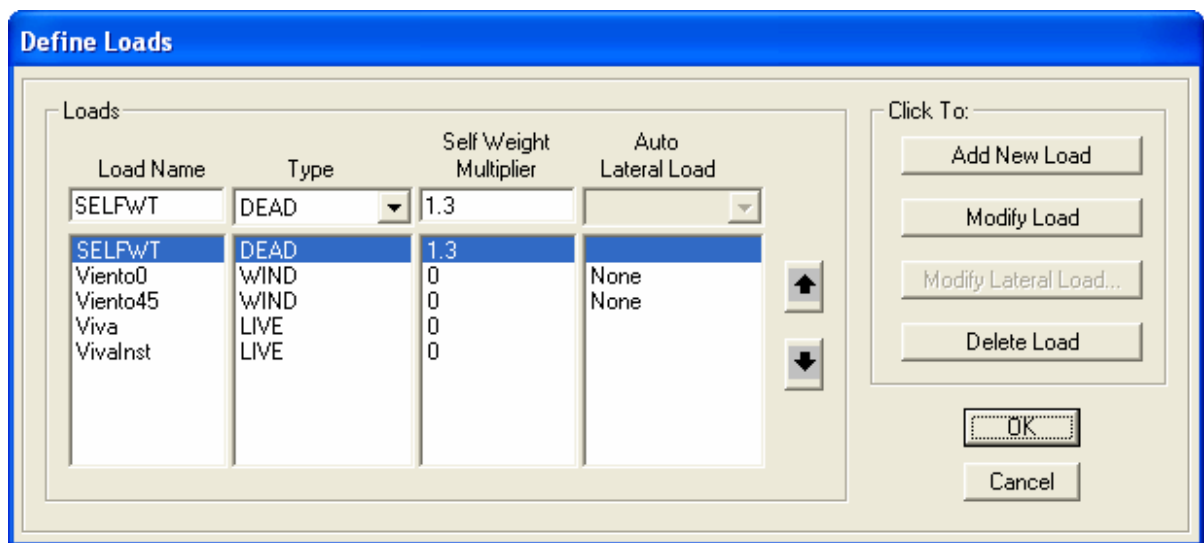 Define Loads
Loads
Click To:
Load Name Type Self Weight Multiplier Auto Lateral Load
SELFWT DEAD 1.3
SELFWT DEAD 1.3
Viento0 WIND 0 None
Viento45 WIND 0 None
Viva LIVE 0
VivaInst LIVE 0
Add New Load
Modify Load
Modify Lateral Load...
Delete Load
OK
Cancel